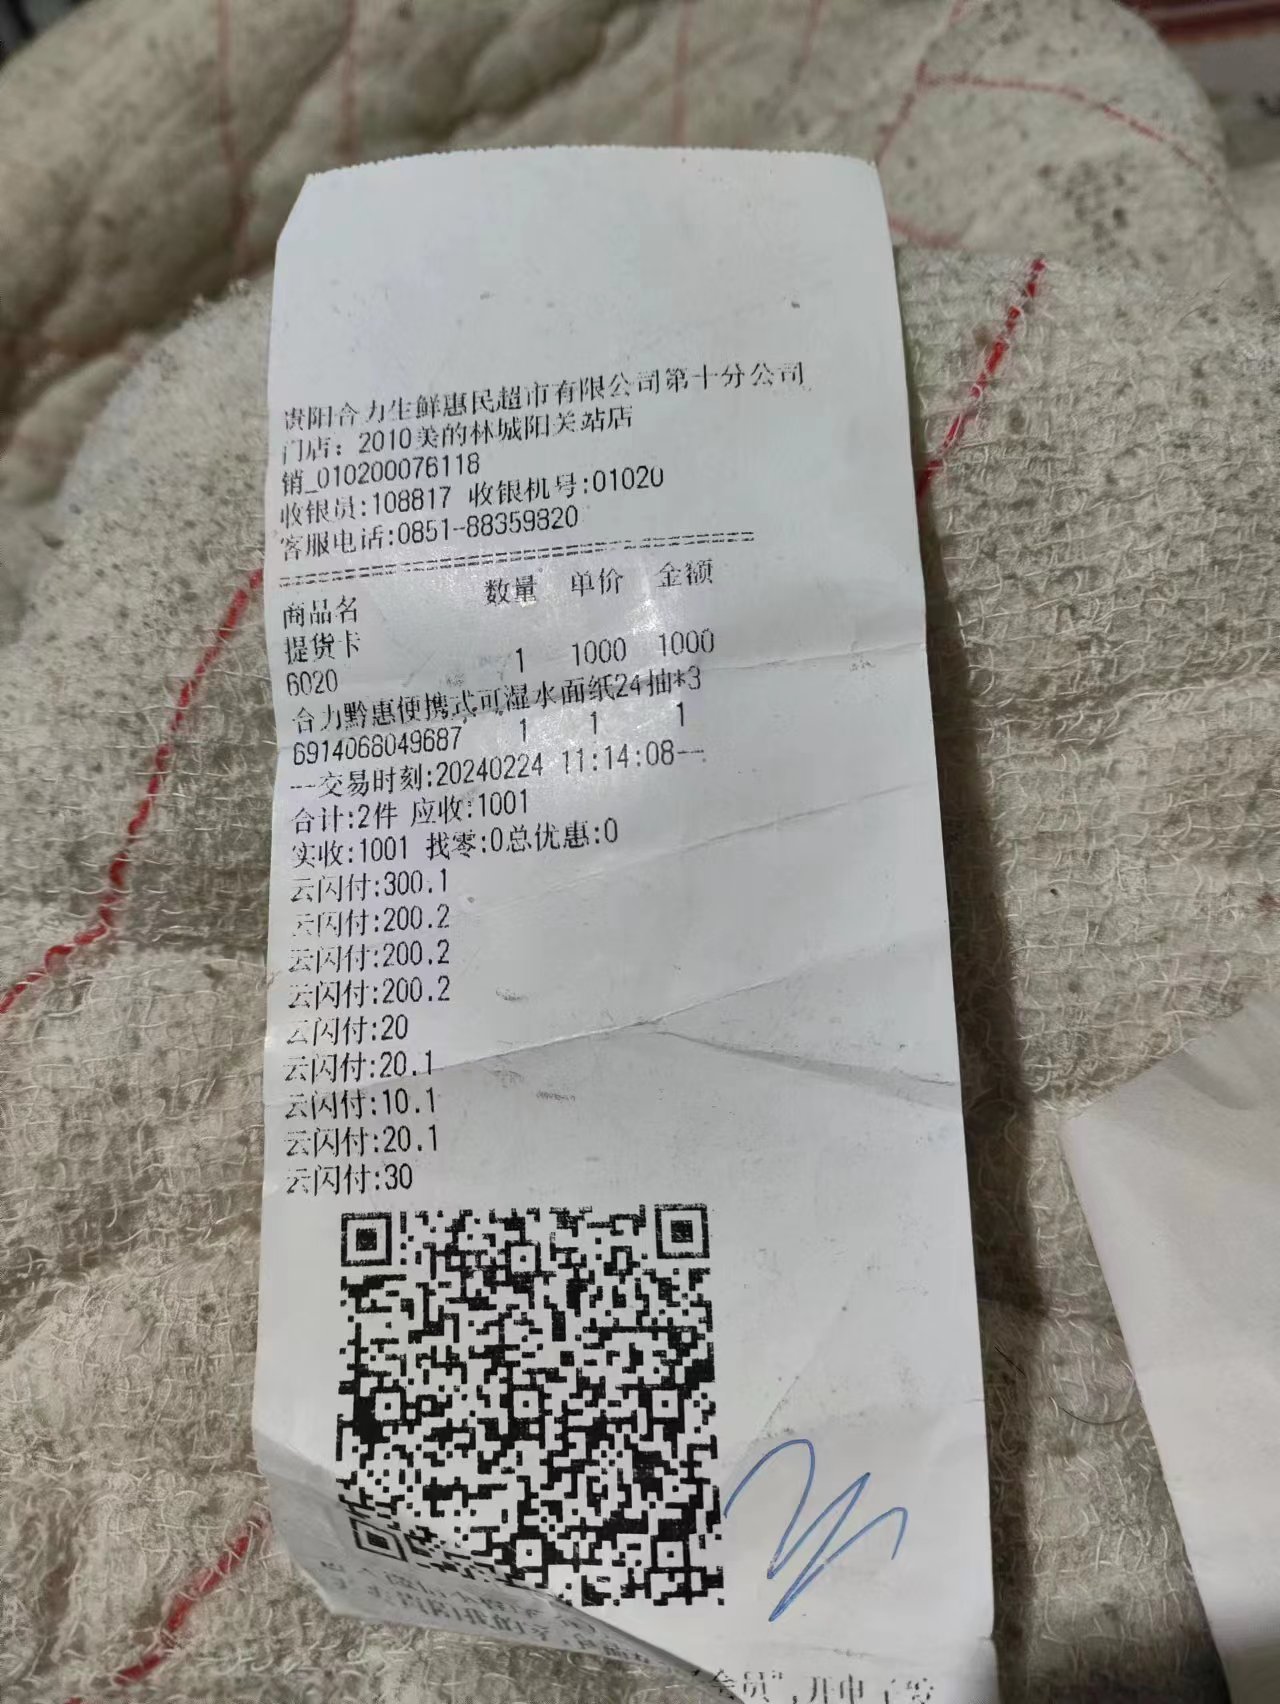 贵阳合力生鲜惠民超市有限公司第十分公司
门店：2010美的林城阳关站店
销_010200076118
收银员:108817 收银机号:01020
客服电话:0851-88359820
数量 单价 金额
商品名
提货卡
6020 1 1000 1000
合力黔惠便携式可湿水面纸24抽*3
6914068049687 1 1 1
---交易时刻:20240224 11:14:08---
合计:2件 应收:1001
实收:1001 找零:0总优惠:0
云闪付:300.1
云闪付:200.2
云闪付:200.2
云闪付:200.2
云闪付:20
云闪付:20.1
云闪付:10.1
云闪付:20.1
云闪付:30
会员",开电子